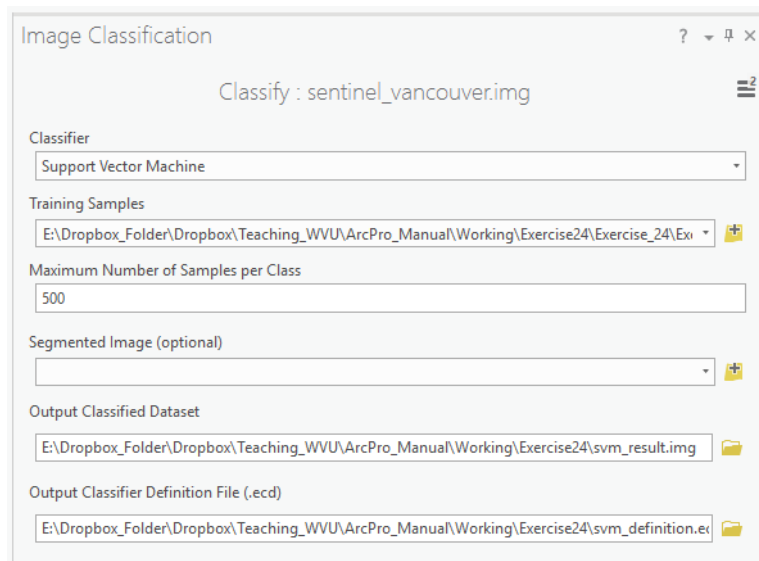 Image Classification ?
Classify : sentinel_vancouver.img 2
Classifier
Support Vector Machine
Training Samples
E:\Dropbox_Folder\Dropbox\Teaching_WVU\ArcPro_Manual\Working\Exercise24\Exercise_24\Ex
Maximum Number of Samples per Class
500
Segmented Image (optional)
Output Classified Dataset
E:\Dropbox_Folder\Dropbox\Teaching_WVU\ArcPro_Manual\Working\Exercise24\svm_result.img
Output Classifier Definition File (.ecd)
E:\Dropbox_Folder\Dropbox\Teaching_WVU\ArcPro_Manual\Working\Exercise24\svm_definition.e